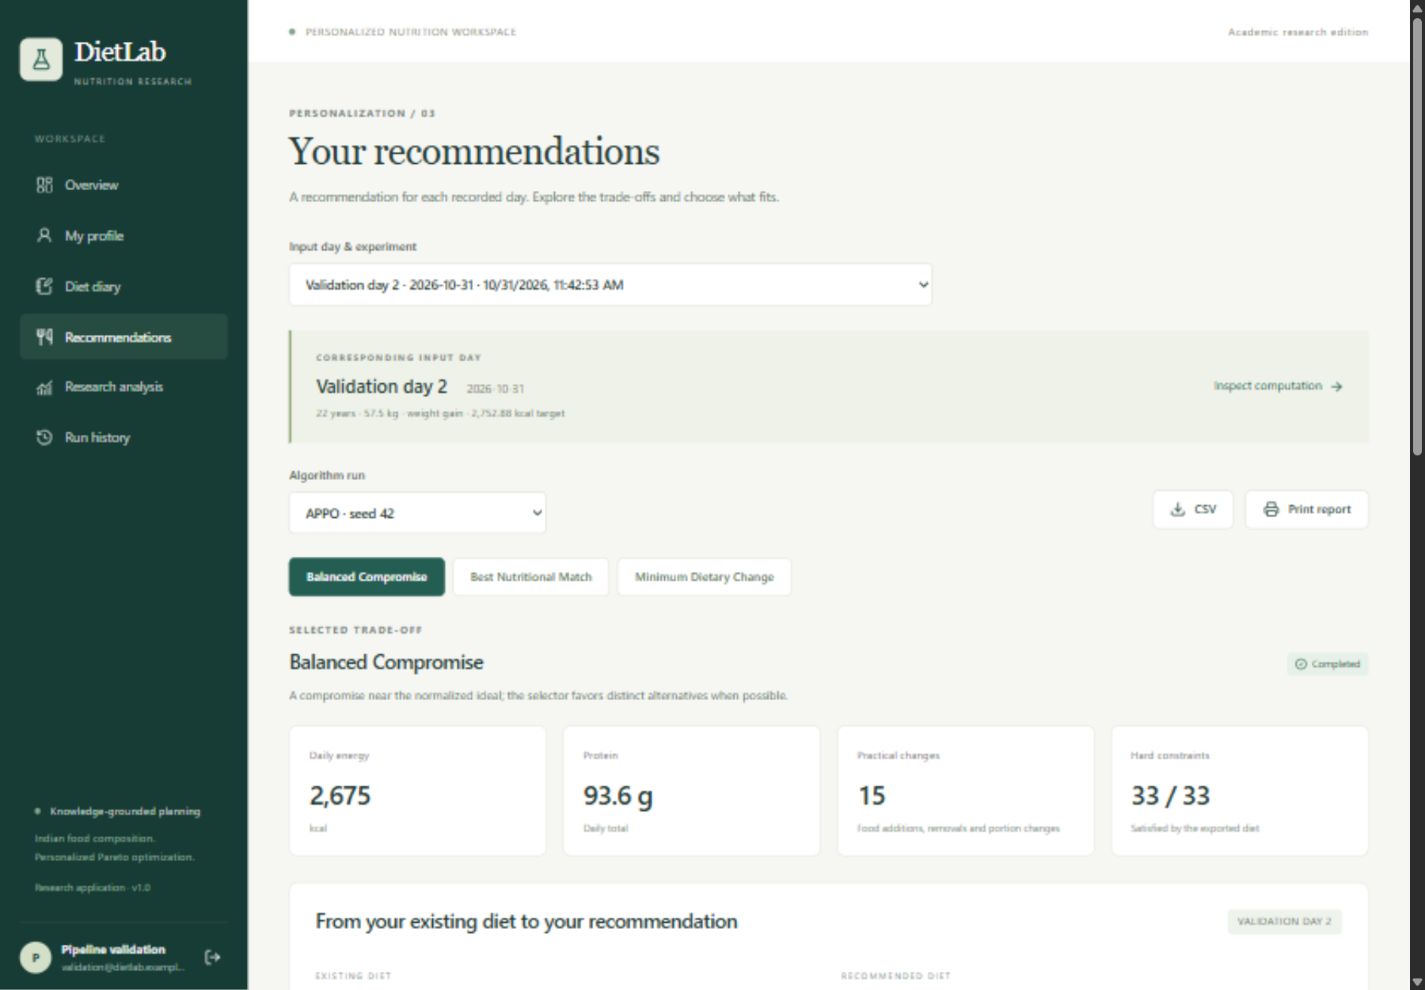 DietLab
NUTRITION RESEARCH
WORKSPACE
Overview
My profile
Diet diary
Recommendations
Research analysis
Run history
Knowledge-grounded planning
Indian food composition.
Personalized Pareto optimization.
Research application · v1.0
P
Pipeline validation
validation@dietlab.exampl...
PERSONALIZED NUTRITION WORKSPACE
Academic research edition
PERSONALIZATION / 03
Your recommendations
A recommendation for each recorded day. Explore the trade-offs and choose what fits.
Input day & experiment
Validation day 2 · 2026-10-31 · 10/31/2026, 11:42:53 AM
CORRESPONDING INPUT DAY
Validation day 2 2026-10-31
Inspect computation →
22 years · 57.5 kg · weight gain · 2,752.88 kcal target
Algorithm run
APPO · seed 42
CSV
Print report
Balanced Compromise
Best Nutritional Match
Minimum Dietary Change
SELECTED TRADE-OFF
Balanced Compromise
Completed
A compromise near the normalized ideal; the selector favors distinct alternatives when possible.
Daily energy
2,675
kcal
Protein
93.6 g
Daily total
Practical changes
15
Food additions, removals and portion changes
Hard constraints
33 / 33
Satisfied by the exported diet
From your existing diet to your recommendation
VALIDATION DAY 2
EXISTING DIET
RECOMMENDED DIET